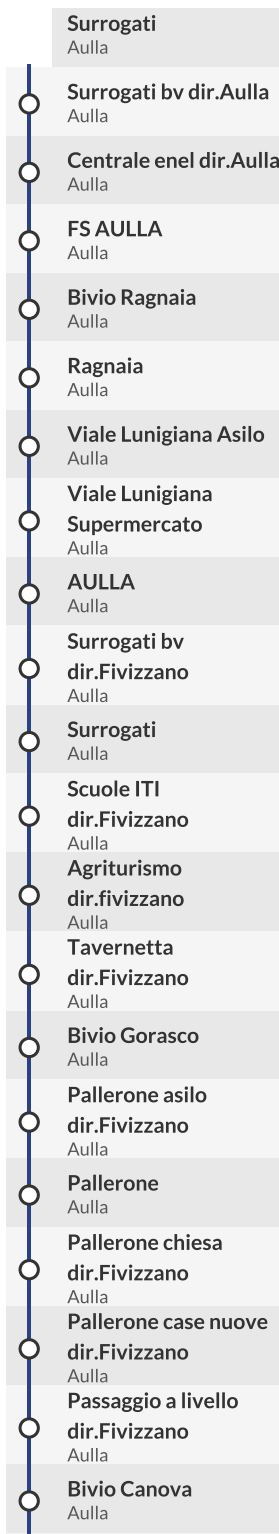 Surrogati
Aulla
Surrogati bv dir.Aulla
Aulla
Centrale enel dir.Aulla
Aulla
FS AULLA
Aulla
Bivio Ragnaia
Aulla
Ragnaia
Aulla
Viale Lunigiana Asilo
Aulla
Viale Lunigiana
Supermercato
Aulla
AULLA
Aulla
Surrogati bv
dir.Fivizzano
Aulla
Surrogati
Aulla
Scuole ITI
dir.Fivizzano
Aulla
Agriturismo
dir.fivizzano
Aulla
Tavernetta
dir.Fivizzano
Aulla
Bivio Gorasco
Aulla
Pallerone asilo
dir.Fivizzano
Aulla
Pallerone
Aulla
Pallerone chiesa
dir.Fivizzano
Aulla
Pallerone case nuove
dir.Fivizzano
Aulla
Passaggio a livello
dir.Fivizzano
Aulla
Bivio Canova
Aulla